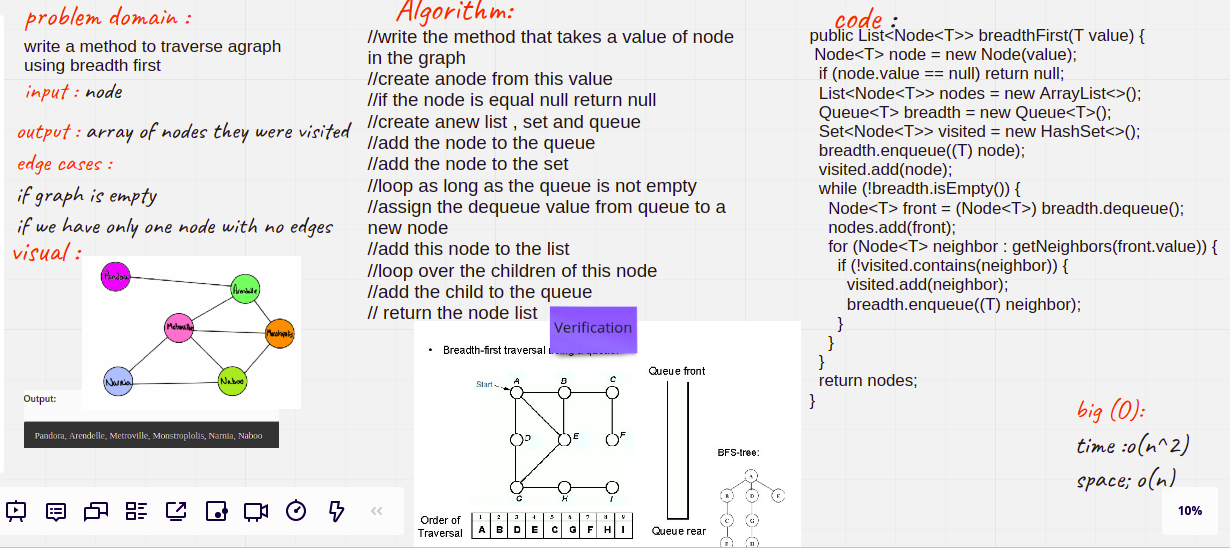 problem domain :
write a method to traverse agraph
using breadth first
input : node
output : array of nodes they were visited
edge cases :
if graph is empty
if we have only one node with no edges
visual :
Pandora
Arendelle
Metroville
Monstroplolis
Narnia
Naboo
Output:
Pandora, Arendelle, Metroville, Monstroplolis, Narnia, Naboo
Algorithm:
//write the method that takes a value of node
in the graph
//create anode from this value
//if the node is equal null return null
//create anew list , set and queue
//add the node to the queue
//add the node to the set
//loop as long as the queue is not empty
//assign the dequeue value from queue to a
new node
//add this node to the list
//loop over the children of this node
//add the child to the queue
// return the node list
Verification
• Breadth-first traversal
Start
A B C
D E F
G H I
Queue front
Queue rear
BFS-tree:
A
B D E
C G
F H
Order of
Traversal
1 2 3 4 5 6 7 8 9
A B D E C G F H I
code :
public List<Node<T>> breadthFirst(T value) {
Node<T> node = new Node(value);
if (node.value == null) return null;
List<Node<T>> nodes = new ArrayList<>();
Queue<T> breadth = new Queue<T>();
Set<Node<T>> visited = new HashSet<>();
breadth.enqueue((T) node);
visited.add(node);
while (!breadth.isEmpty()) {
Node<T> front = (Node<T>) breadth.dequeue();
nodes.add(front);
for (Node<T> neighbor : getNeighbors(front.value)) {
if (!visited.contains(neighbor)) {
visited.add(neighbor);
breadth.enqueue((T) neighbor);
}
}
}
return nodes;
}
big (O):
time :o(n^2)
space; o(n)
10%